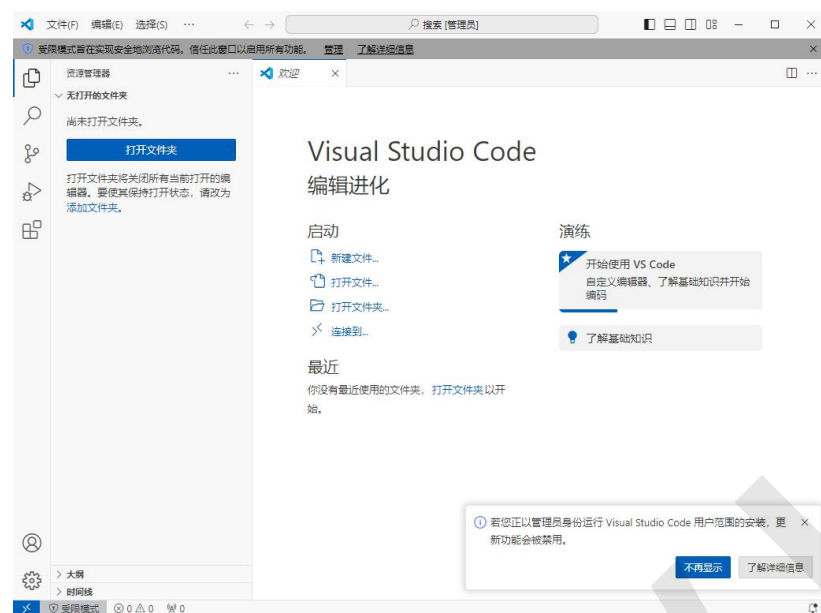 文件(F) 编辑(E) 选择(S) ··· 搜索 [管理员]
受限模式旨在实现安全地浏览代码。信任此窗口以启用所有功能。 管理 了解详细信息
资源管理器 ···
欢迎
无打开的文件夹
尚未打开文件夹。
打开文件夹
打开文件夹将关闭所有当前打开的编
辑器。要使其保持打开状态，请改为
添加文件夹。
Visual Studio Code
编辑进化
启动
新建文件...
打开文件...
打开文件夹...
连接到...
最近
你没有最近使用的文件夹，打开文件夹以开
始。
演练
开始使用 VS Code
自定义编辑器、了解基础知识并开始
编码
了解基础知识
若您正以管理员身份运行 Visual Studio Code 用户范围的安装，更
新功能会被禁用。
不再显示 了解详细信息
大纲
时间线
受限模式 0 0 0